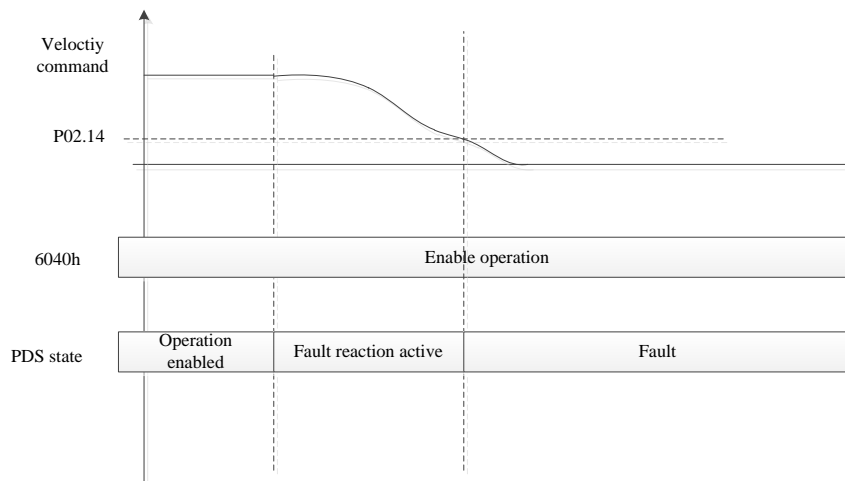 Veloctiy
command
P02.14
6040h
Enable operation
PDS state
Operation
enabled
Fault reaction active
Fault